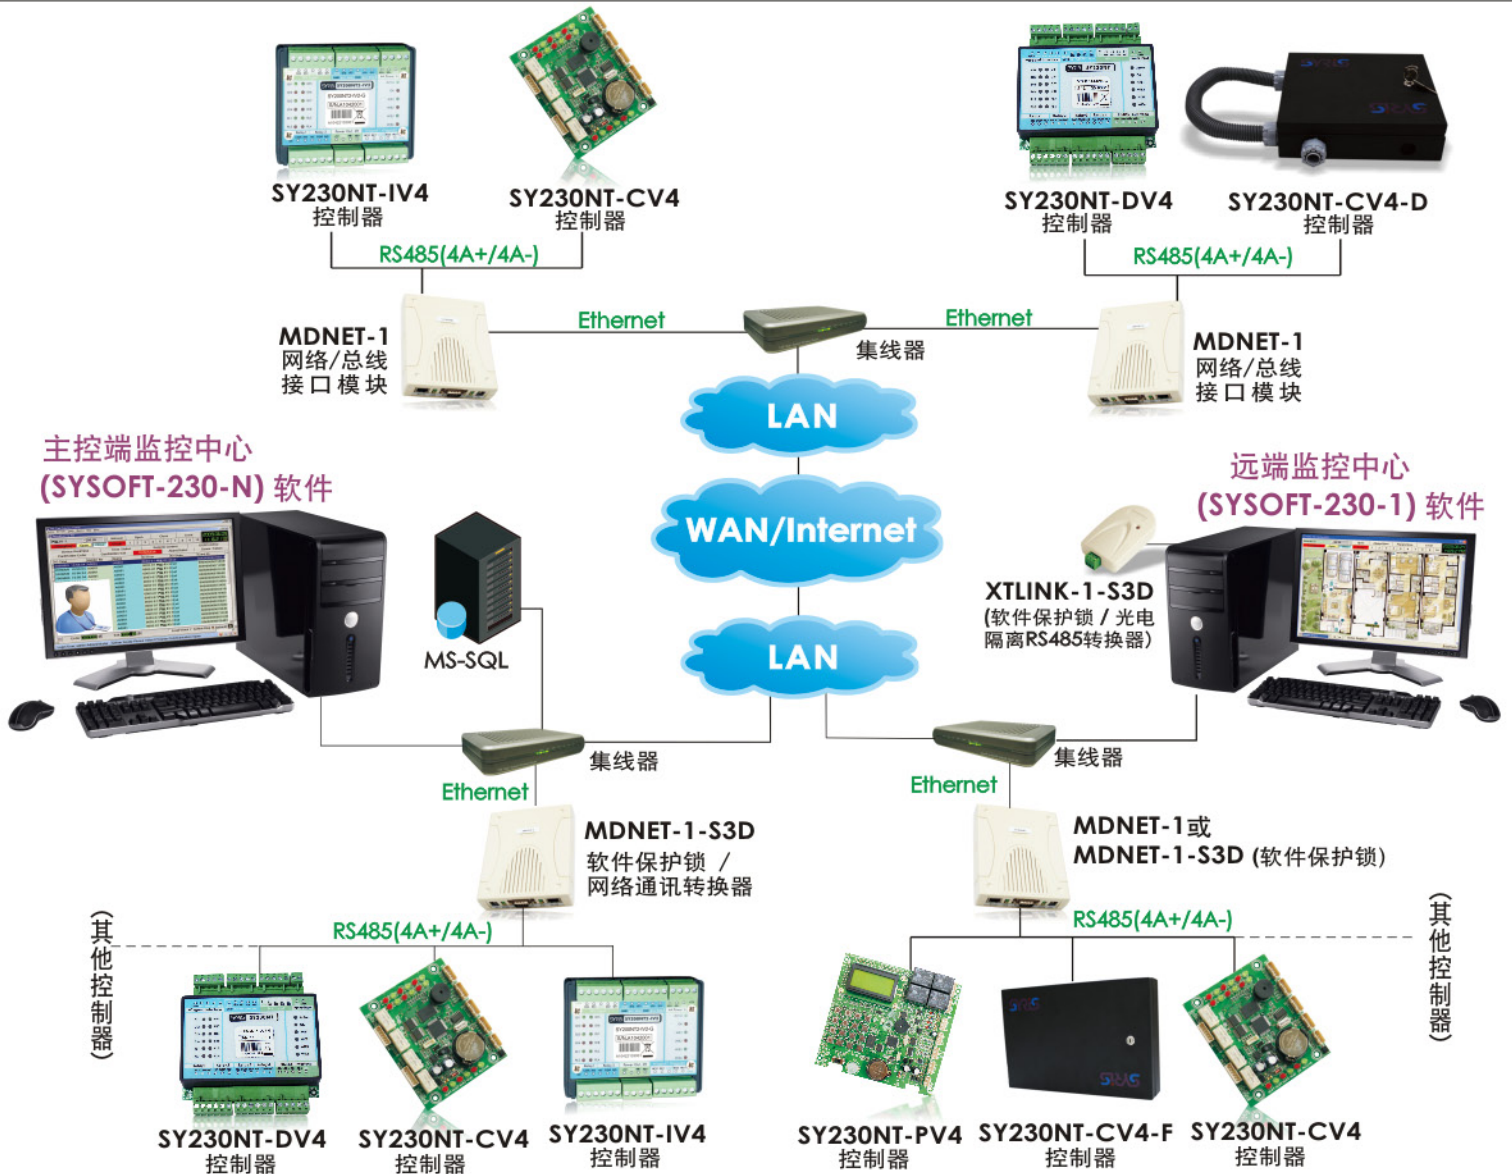 SY230NT-IV4
控制器
SY230NT-CV4
控制器
SY230NT-DV4
控制器
SY230NT-CV4-D
控制器
SYRIS
SYRIS
RS485(4A+/4A-)
RS485(4A+/4A-)
MDNET-1
网络/总线
接口模块
Ethernet
集线器
Ethernet
MDNET-1
网络/总线
接口模块
LAN
WAN/Internet
LAN
主控端监控中心
(SYSOFT-230-N) 软件
MS-SQL
远端监控中心
(SYSOFT-230-1) 软件
XTLINK-1-S3D
(软件保护锁 / 光电
隔离RS485转换器)
集线器
Ethernet
集线器
Ethernet
MDNET-1-S3D
软件保护锁 /
网络通讯转换器
MDNET-1或
MDNET-1-S3D (软件保护锁)
RS485(4A+/4A-)
RS485(4A+/4A-)
(其他控制器)
(其他控制器)
SY230NT-DV4
控制器
SY230NT-CV4
控制器
SY230NT-IV4
控制器
SY230NT-PV4
控制器
SYRIS
SYRIS
SY230NT-CV4-F
控制器
SY230NT-CV4
控制器